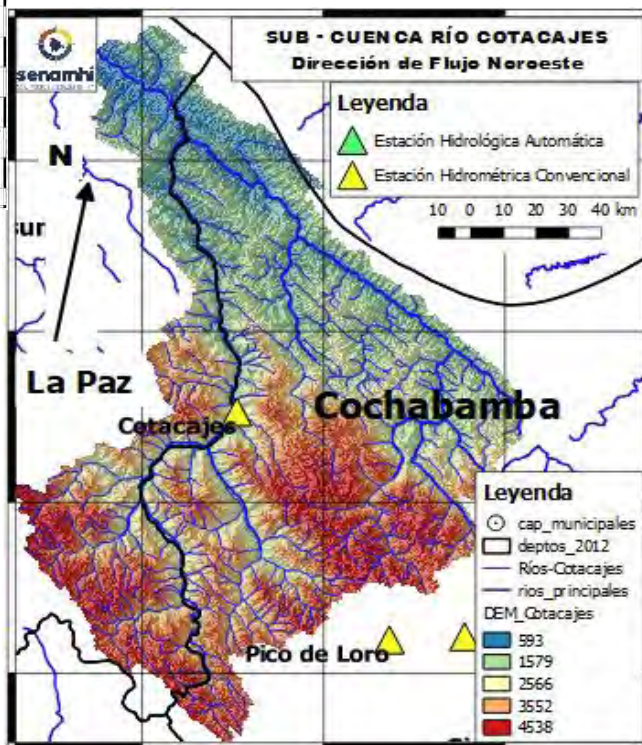 SUB - CUENCA RÍO COTACAJES
Dirección de Flujo Noroeste
senamhi
Leyenda
Estación Hidrológica Automática
Estación Hidrométrica Convencional
10 0 10 20 30 40 km
N
sur
La Paz
Cochabamba
Cotacajes
Pico de Loro
Leyenda
cap_municipales
deptos_2012
Ríos-Cotacajes
rios_principales
DEM_Cotacajes
593
1579
2566
3552
4538